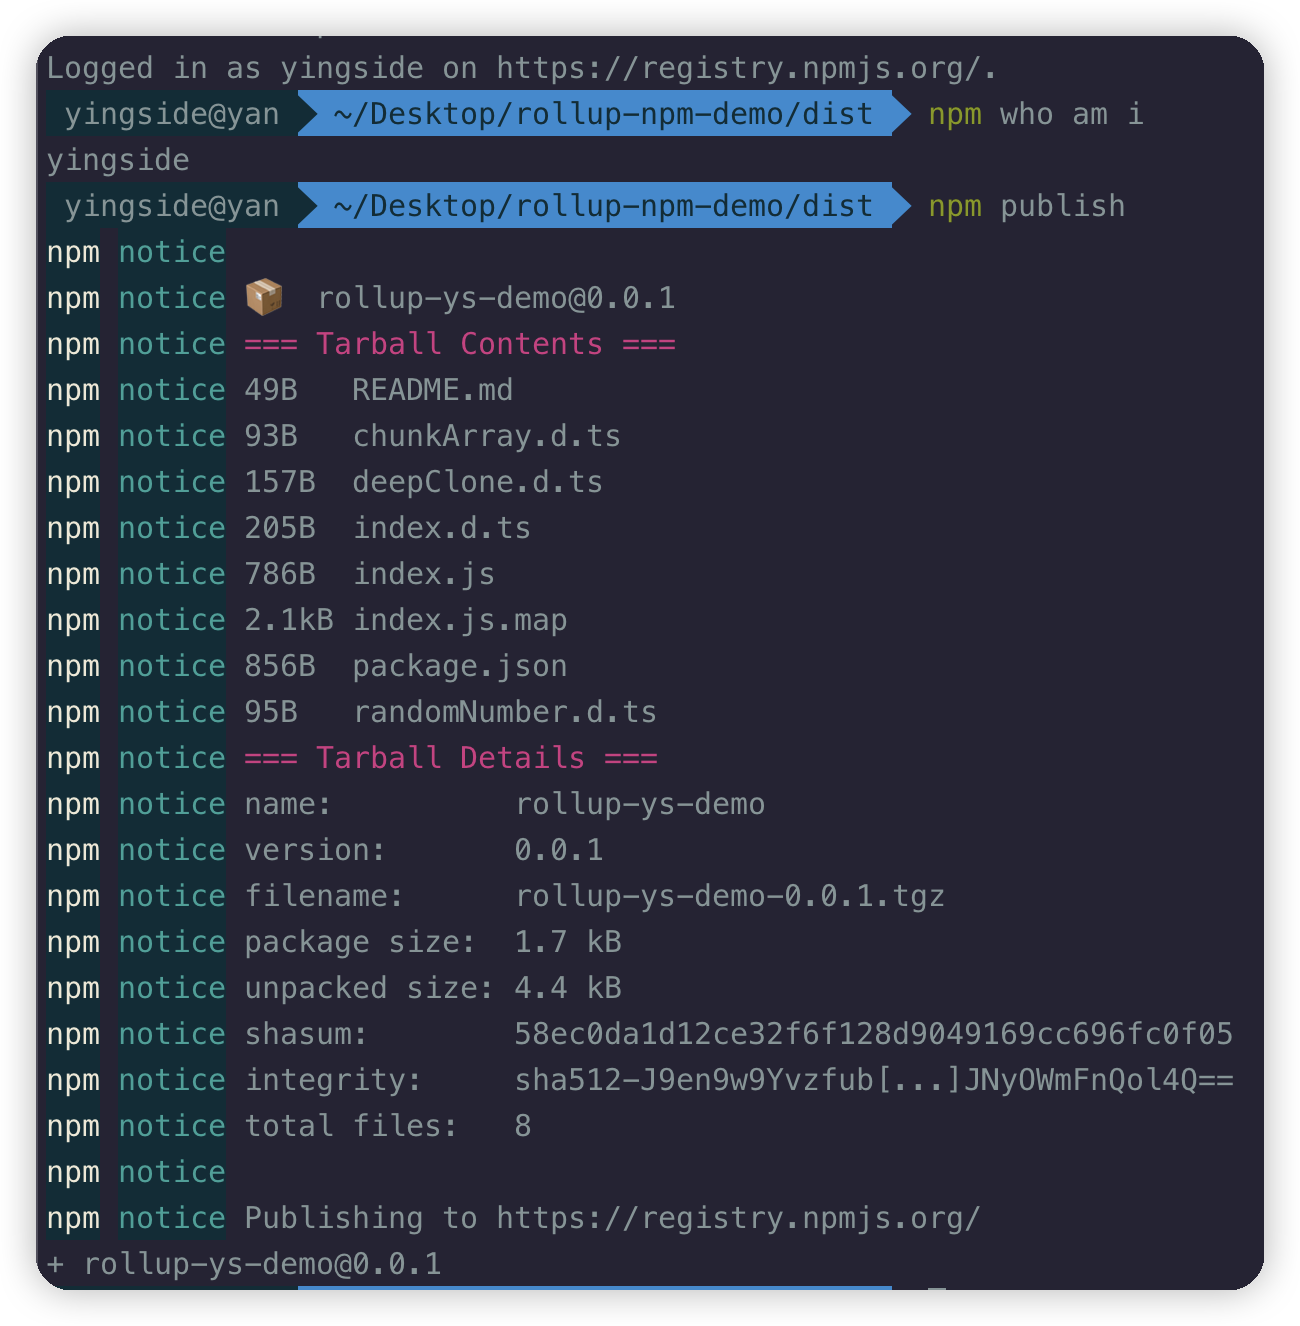 Logged in as yingside on https://registry.npmjs.org/.
yingside@yan ~/Desktop/rollup-npm-demo/dist npm who am i
yingside
yingside@yan ~/Desktop/rollup-npm-demo/dist npm publish
npm notice
npm notice 📦 rollup-ys-demo@0.0.1
npm notice === Tarball Contents ===
npm notice 49B README.md
npm notice 93B chunkArray.d.ts
npm notice 157B deepClone.d.ts
npm notice 205B index.d.ts
npm notice 786B index.js
npm notice 2.1kB index.js.map
npm notice 856B package.json
npm notice 95B randomNumber.d.ts
npm notice === Tarball Details ===
npm notice name: rollup-ys-demo
npm notice version: 0.0.1
npm notice filename: rollup-ys-demo-0.0.1.tgz
npm notice package size: 1.7 kB
npm notice unpacked size: 4.4 kB
npm notice shasum: 58ec0da1d12ce32f6f128d9049169cc696fc0f05
npm notice integrity: sha512-J9en9w9Yvzfub[...]JNyOWmFnQol4Q==
npm notice total files: 8
npm notice
npm notice Publishing to https://registry.npmjs.org/
+ rollup-ys-demo@0.0.1